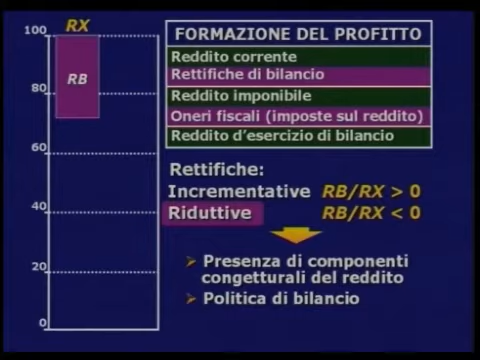 RX
100
RB
80
60
40
20
0
FORMAZIONE DEL PROFITTO
Reddito corrente
Rettifiche di bilancio
Reddito imponibile
Oneri fiscali (imposte sul reddito)
Reddito d'esercizio di bilancio
Rettifiche:
Incrementative RB/RX > 0
Riduttive RB/RX < 0
Presenza di componenti
congetturali del reddito
Politica di bilancio